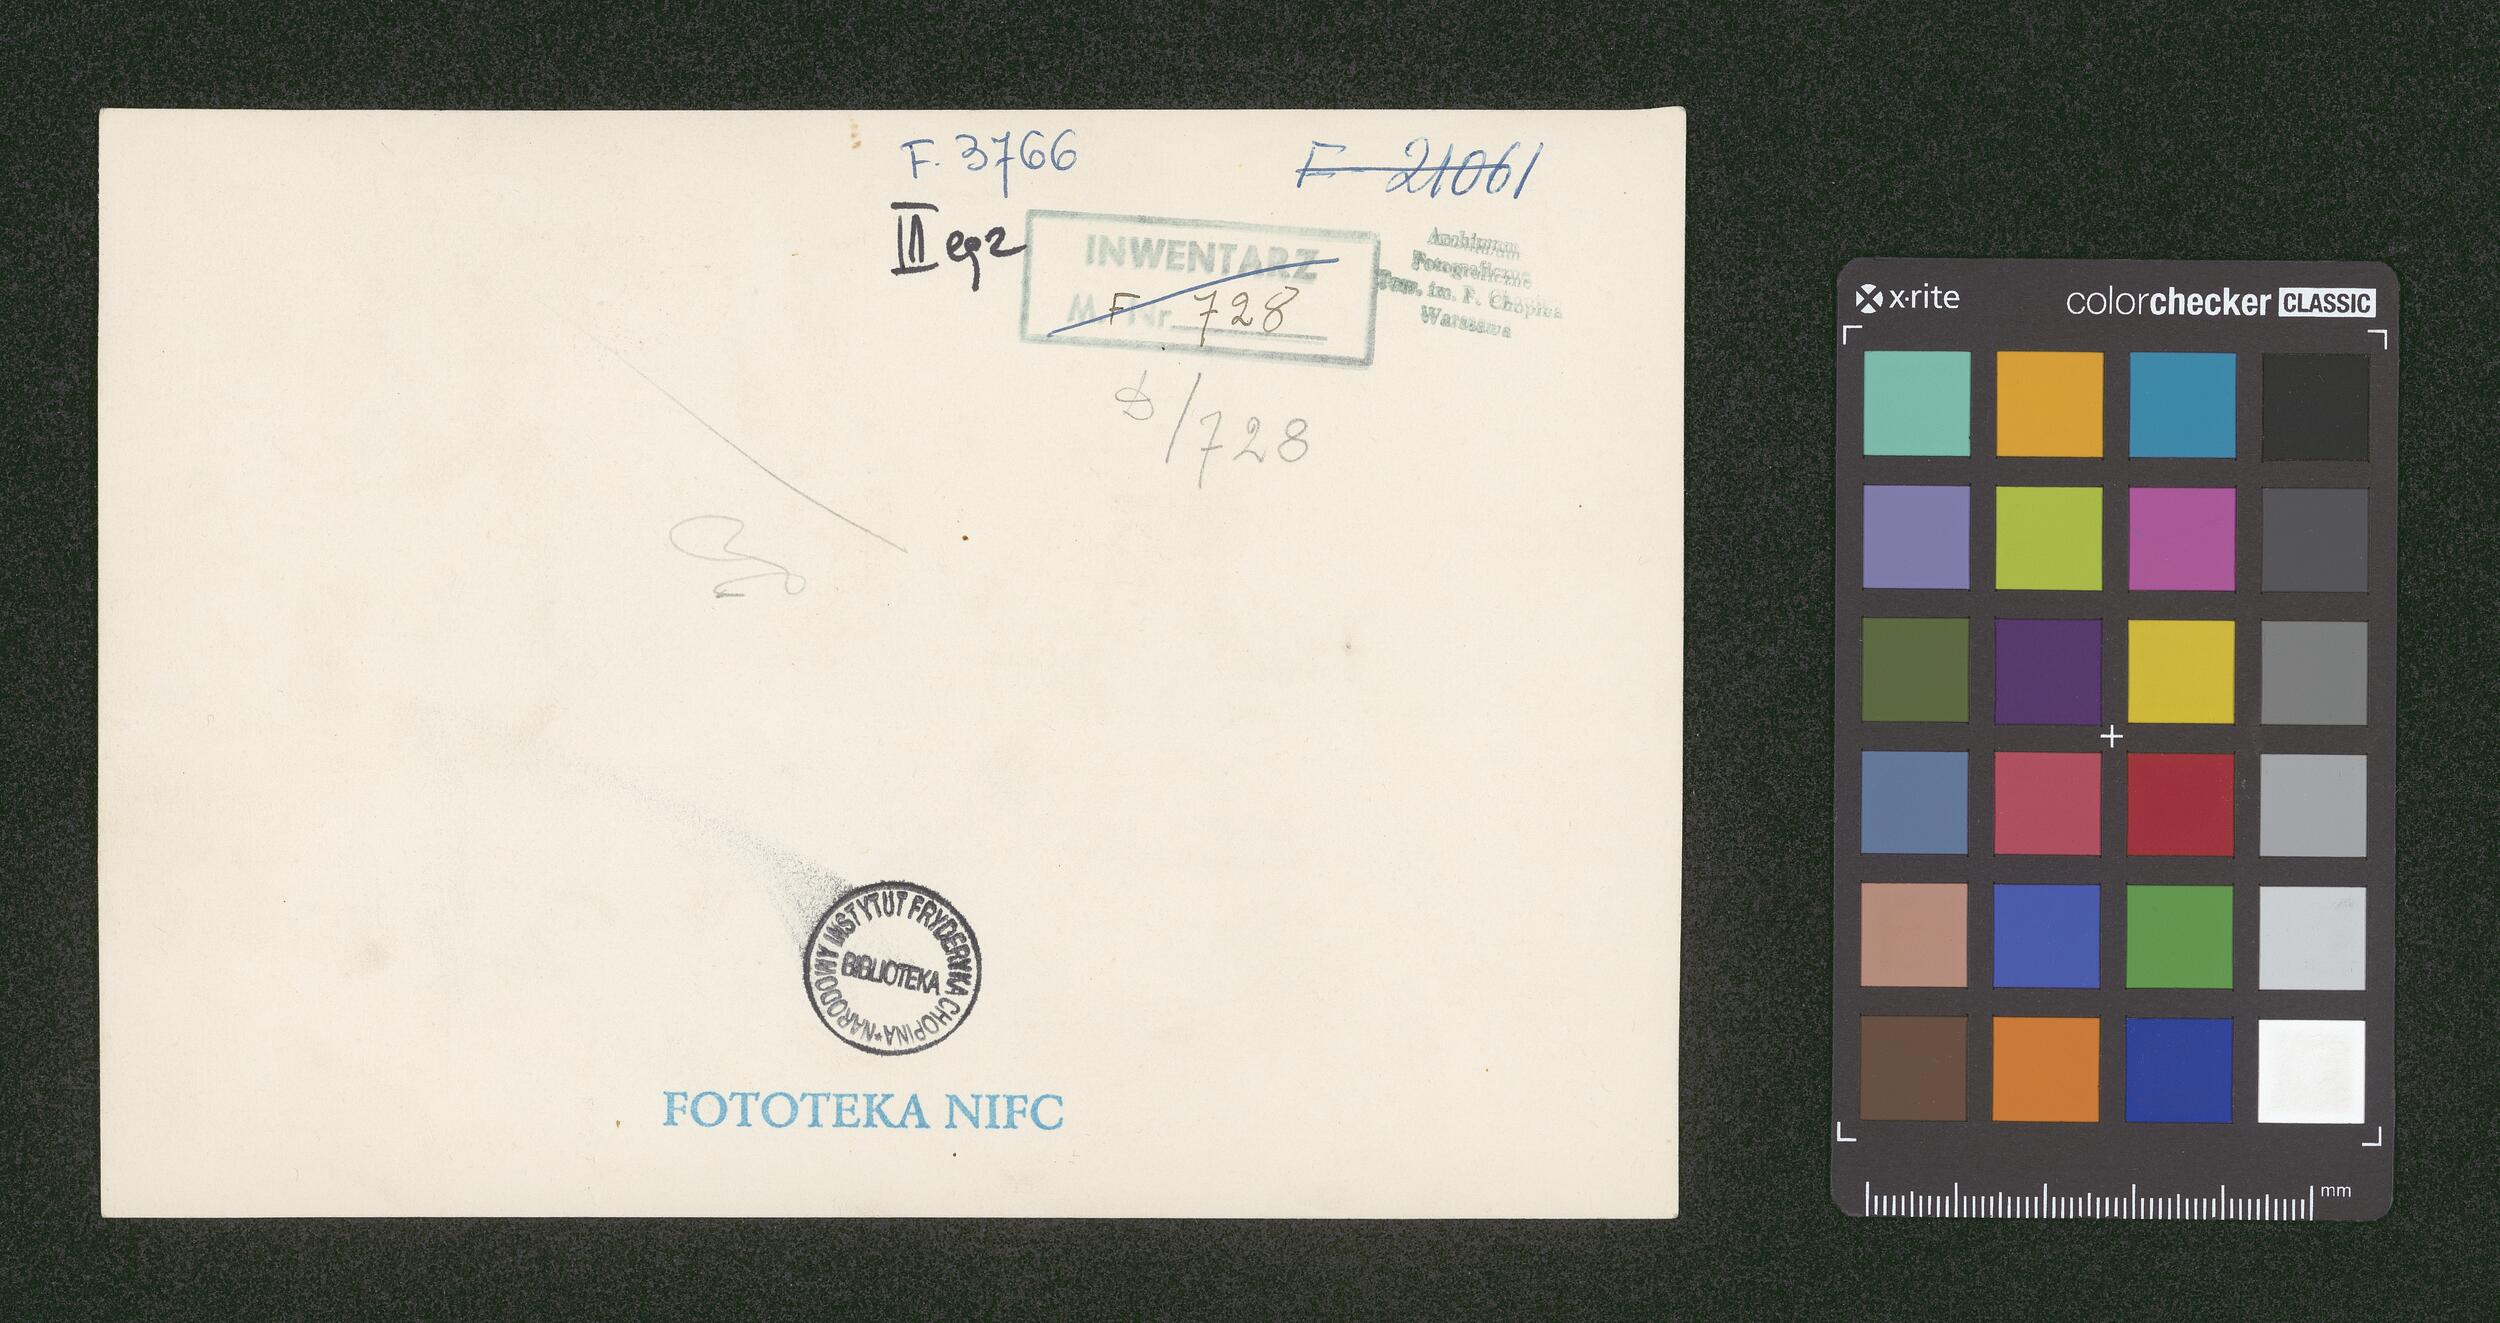 F. 3766
F 21061
II egz
INWENTARZ
M. F Nr. 728
Archiwum
Fotograficzne
Tow. im. F. Chopina
Warszawa
/728
NARODOWY INSTYTUT FRYDERYKA CHOPINA*
BIBLIOTEKA
FOTOTEKA NIFC
x·rite
colorchecker CLASSIC
mm